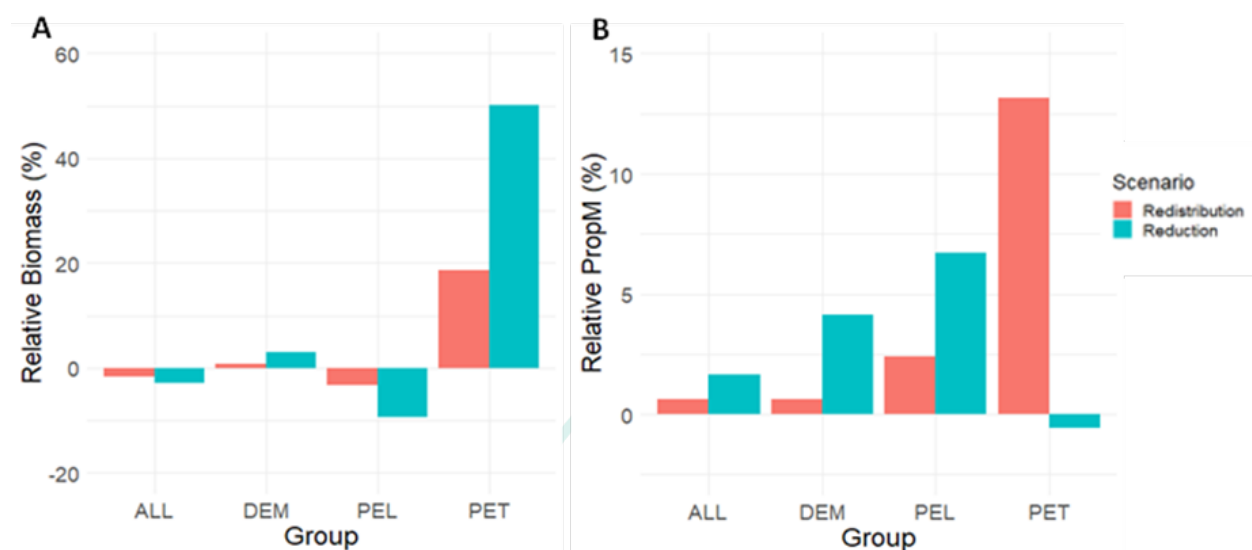 A
60
40
20
0
-20
Relative Biomass (%)
ALL DEM PEL PET
Group
B
15
10
5
0
Relative PropM (%)
ALL DEM PEL PET
Group
Scenario
Redistribution
Reduction